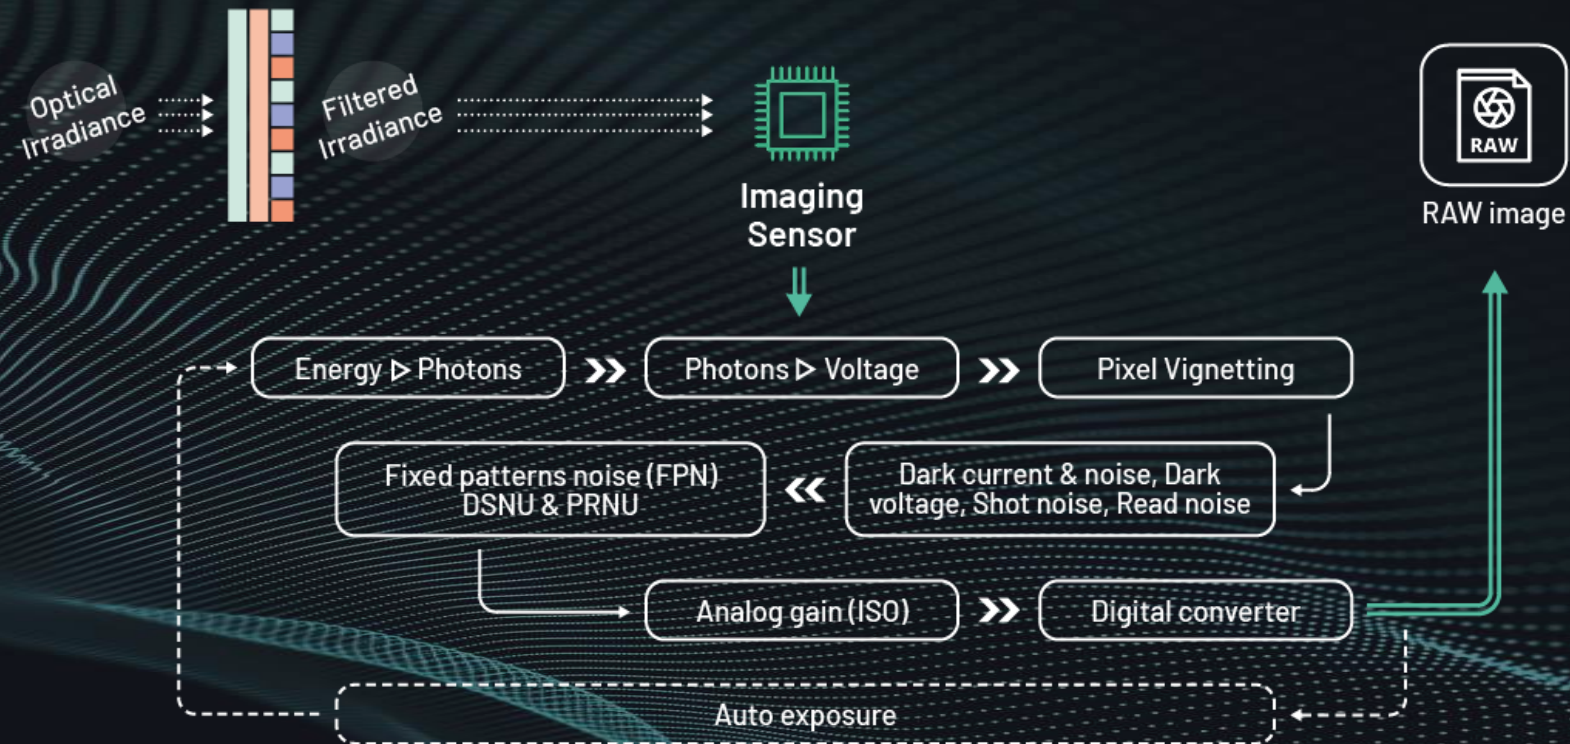 Optical
Irradiance
Filtered
Irradiance
Imaging
Sensor
RAW
RAW image
Energy ▷ Photons
Photons ▷ Voltage
Pixel Vignetting
Fixed patterns noise (FPN)
DSNU & PRNU
Dark current & noise, Dark
voltage, Shot noise, Read noise
Analog gain (ISO)
Digital converter
Auto exposure